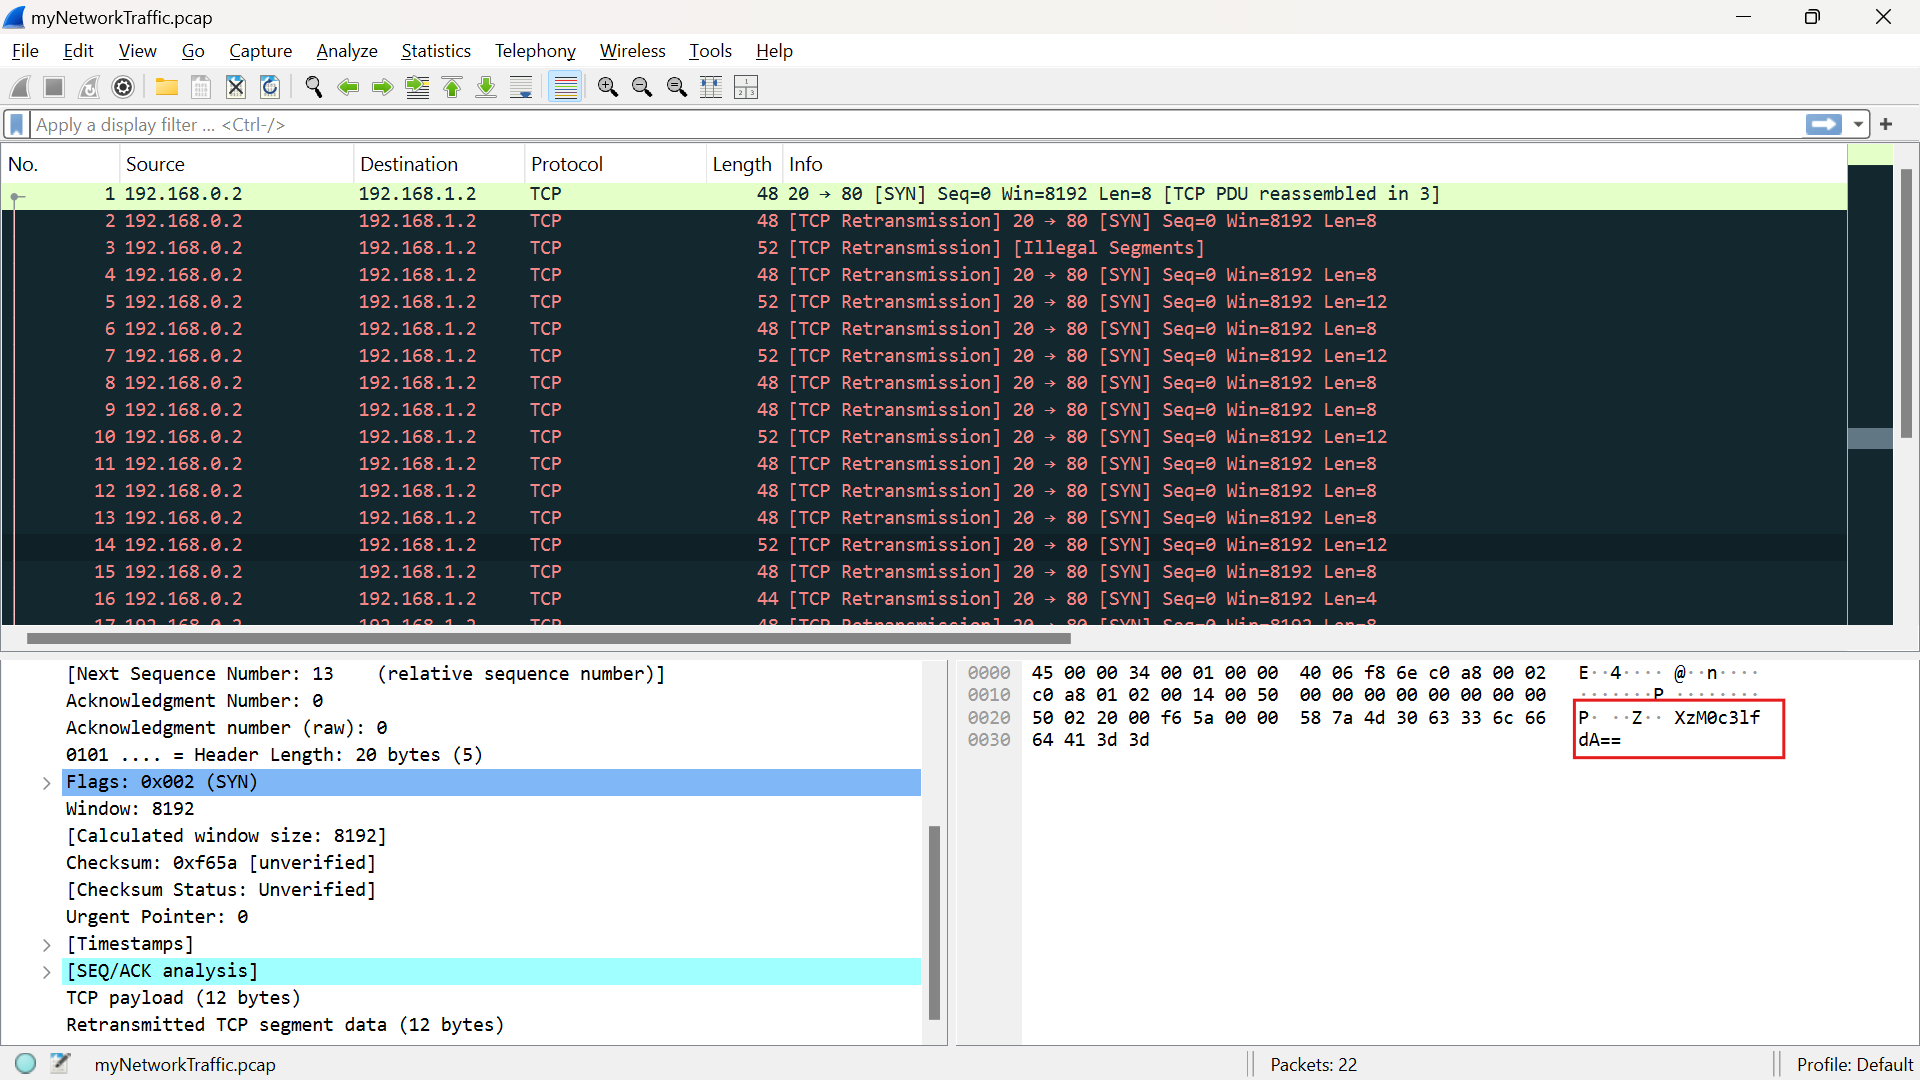 myNetworkTraffic.pcap
File Edit View Go Capture Analyze Statistics Telephony Wireless Tools Help
Apply a display filter ... <Ctrl-/>
No. Source Destination Protocol Length Info
1 192.168.0.2 192.168.1.2 TCP 48 20 → 80 [SYN] Seq=0 Win=8192 Len=8 [TCP PDU reassembled in 3]
2 192.168.0.2 192.168.1.2 TCP 48 [TCP Retransmission] 20 → 80 [SYN] Seq=0 Win=8192 Len=8
3 192.168.0.2 192.168.1.2 TCP 52 [TCP Retransmission] [Illegal Segments]
4 192.168.0.2 192.168.1.2 TCP 48 [TCP Retransmission] 20 → 80 [SYN] Seq=0 Win=8192 Len=8
5 192.168.0.2 192.168.1.2 TCP 52 [TCP Retransmission] 20 → 80 [SYN] Seq=0 Win=8192 Len=12
6 192.168.0.2 192.168.1.2 TCP 48 [TCP Retransmission] 20 → 80 [SYN] Seq=0 Win=8192 Len=8
7 192.168.0.2 192.168.1.2 TCP 52 [TCP Retransmission] 20 → 80 [SYN] Seq=0 Win=8192 Len=12
8 192.168.0.2 192.168.1.2 TCP 48 [TCP Retransmission] 20 → 80 [SYN] Seq=0 Win=8192 Len=8
9 192.168.0.2 192.168.1.2 TCP 48 [TCP Retransmission] 20 → 80 [SYN] Seq=0 Win=8192 Len=8
10 192.168.0.2 192.168.1.2 TCP 52 [TCP Retransmission] 20 → 80 [SYN] Seq=0 Win=8192 Len=12
11 192.168.0.2 192.168.1.2 TCP 48 [TCP Retransmission] 20 → 80 [SYN] Seq=0 Win=8192 Len=8
12 192.168.0.2 192.168.1.2 TCP 48 [TCP Retransmission] 20 → 80 [SYN] Seq=0 Win=8192 Len=8
13 192.168.0.2 192.168.1.2 TCP 48 [TCP Retransmission] 20 → 80 [SYN] Seq=0 Win=8192 Len=8
14 192.168.0.2 192.168.1.2 TCP 52 [TCP Retransmission] 20 → 80 [SYN] Seq=0 Win=8192 Len=12
15 192.168.0.2 192.168.1.2 TCP 48 [TCP Retransmission] 20 → 80 [SYN] Seq=0 Win=8192 Len=8
16 192.168.0.2 192.168.1.2 TCP 44 [TCP Retransmission] 20 → 80 [SYN] Seq=0 Win=8192 Len=4
17 192.168.0.2 192.168.1.2 TCP 48 [TCP Retransmission] 20 → 80 [SYN] Seq=0 Win=8192 Len=8
[Next Sequence Number: 13    (relative sequence number)]
Acknowledgment Number: 0
Acknowledgment number (raw): 0
0101 .... = Header Length: 20 bytes (5)
Flags: 0x002 (SYN)
Window: 8192
[Calculated window size: 8192]
Checksum: 0xf65a [unverified]
[Checksum Status: Unverified]
Urgent Pointer: 0
[Timestamps]
[SEQ/ACK analysis]
TCP payload (12 bytes)
Retransmitted TCP segment data (12 bytes)
0000 45 00 00 34 00 01 00 00 40 06 f8 6e c0 a8 00 02 E··4···· @··n····
0010 c0 a8 01 02 00 14 00 50 00 00 00 00 00 00 00 00 ·······P ········
0020 50 02 20 00 f6 5a 00 00 58 7a 4d 30 63 33 6c 66 P· ··Z·· XzM0c3lf
0030 64 41 3d 3d dA==
myNetworkTraffic.pcap
Packets: 22
Profile: Default